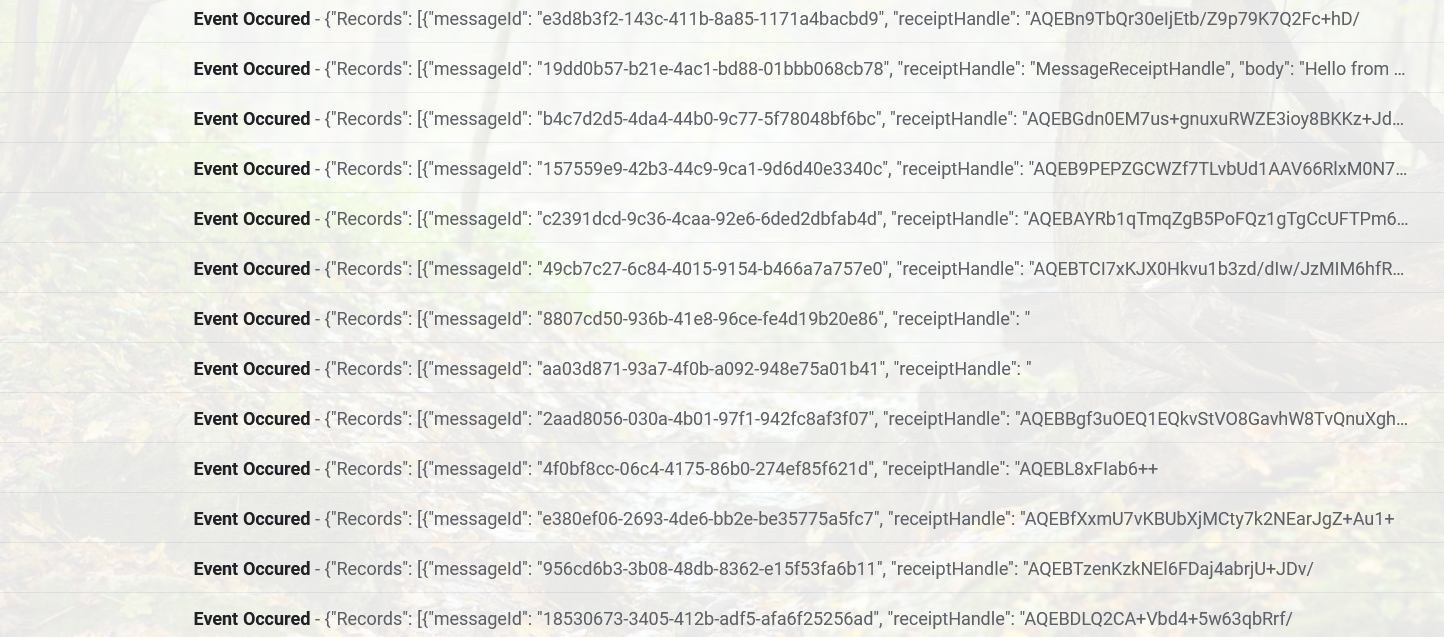 Event Occured - {"Records": [{"messageId": "e3d8b3f2-143c-411b-8a85-1171a4bacbd9", "receiptHandle": "AQEBn9TbQr30eIjEtb/Z9p79K7Q2Fc+hD/
Event Occured - {"Records": [{"messageId": "19dd0b57-b21e-4ac1-bd88-01bbb068cb78", "receiptHandle": "MessageReceiptHandle", "body": "Hello from …
Event Occured - {"Records": [{"messageId": "b4c7d2d5-4da4-44b0-9c77-5f78048bf6bc", "receiptHandle": "AQEBGdn0EM7us+gnuxuRWZE3ioy8BKKz+Jd…
Event Occured - {"Records": [{"messageId": "157559e9-42b3-44c9-9ca1-9d6d40e3340c", "receiptHandle": "AQEB9PEPZGCWZf7TLvbUd1AAV66RlxM0N7…
Event Occured - {"Records": [{"messageId": "c2391dcd-9c36-4caa-92e6-6ded2dbfab4d", "receiptHandle": "AQEBAYRb1qTmqZgB5PoFQz1gTgCcUFTPm6…
Event Occured - {"Records": [{"messageId": "49cb7c27-6c84-4015-9154-b466a7a757e0", "receiptHandle": "AQEBTCI7xKJX0Hkvu1b3zd/dIw/JzMIM6hfR…
Event Occured - {"Records": [{"messageId": "8807cd50-936b-41e8-96ce-fe4d19b20e86", "receiptHandle": "
Event Occured - {"Records": [{"messageId": "aa03d871-93a7-4f0b-a092-948e75a01b41", "receiptHandle": "
Event Occured - {"Records": [{"messageId": "2aad8056-030a-4b01-97f1-942fc8af3f07", "receiptHandle": "AQEBBgf3uOEQ1EQkvStVO8GavhW8TvQnuXgh…
Event Occured - {"Records": [{"messageId": "4f0bf8cc-06c4-4175-86b0-274ef85f621d", "receiptHandle": "AQEBL8xFIab6++
Event Occured - {"Records": [{"messageId": "e380ef06-2693-4de6-bb2e-be35775a5fc7", "receiptHandle": "AQEBfXxmU7vKBUbXjMCty7k2NEarJgZ+Au1+
Event Occured - {"Records": [{"messageId": "956cd6b3-3b08-48db-8362-e15f53fa6b11", "receiptHandle": "AQEBTzenKzkNEl6FDaj4abrjU+JDv/
Event Occured - {"Records": [{"messageId": "18530673-3405-412b-adf5-afa6f25256ad", "receiptHandle": "AQEBDLQ2CA+Vbd4+5w63qbRrf/